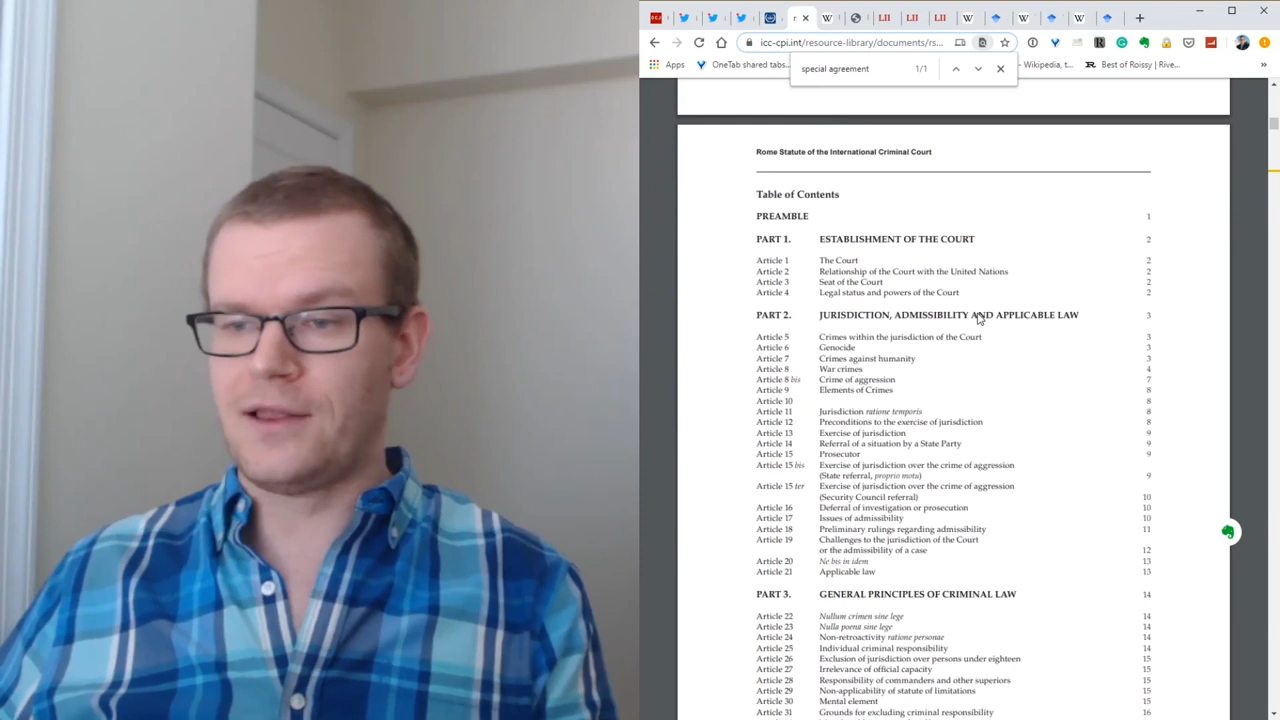 SCJ
W
LII
LII
LII
W
W
W
icc-cpi.int/resource-library/documents/rs...
Apps
OneTab shared tabs...
special agreement
1/1
- Wikipedia, t...
Best of Roissy | Rive...
»
Rome Statute of the International Criminal Court
Table of Contents
PREAMBLE 1
PART 1. ESTABLISHMENT OF THE COURT 2
Article 1 The Court 2
Article 2 Relationship of the Court with the United Nations 2
Article 3 Seat of the Court 2
Article 4 Legal status and powers of the Court 2
PART 2. JURISDICTION, ADMISSIBILITY AND APPLICABLE LAW 3
Article 5 Crimes within the jurisdiction of the Court 3
Article 6 Genocide 3
Article 7 Crimes against humanity 3
Article 8 War crimes 4
Article 8 bis Crime of aggression 7
Article 9 Elements of Crimes 8
Article 10 8
Article 11 Jurisdiction ratione temporis 8
Article 12 Preconditions to the exercise of jurisdiction 8
Article 13 Exercise of jurisdiction 9
Article 14 Referral of a situation by a State Party 9
Article 15 Prosecutor 9
Article 15 bis Exercise of jurisdiction over the crime of aggression
(State referral, proprio motu) 9
Article 15 ter Exercise of jurisdiction over the crime of aggression
(Security Council referral) 10
Article 16 Deferral of investigation or prosecution 10
Article 17 Issues of admissibility 10
Article 18 Preliminary rulings regarding admissibility 11
Article 19 Challenges to the jurisdiction of the Court
or the admissibility of a case 12
Article 20 Ne bis in idem 13
Article 21 Applicable law 13
PART 3. GENERAL PRINCIPLES OF CRIMINAL LAW 14
Article 22 Nullum crimen sine lege 14
Article 23 Nulla poena sine lege 14
Article 24 Non-retroactivity ratione personae 14
Article 25 Individual criminal responsibility 14
Article 26 Exclusion of jurisdiction over persons under eighteen 15
Article 27 Irrelevance of official capacity 15
Article 28 Responsibility of commanders and other superiors 15
Article 29 Non-applicability of statute of limitations 15
Article 30 Mental element 15
Article 31 Grounds for excluding criminal responsibility 16